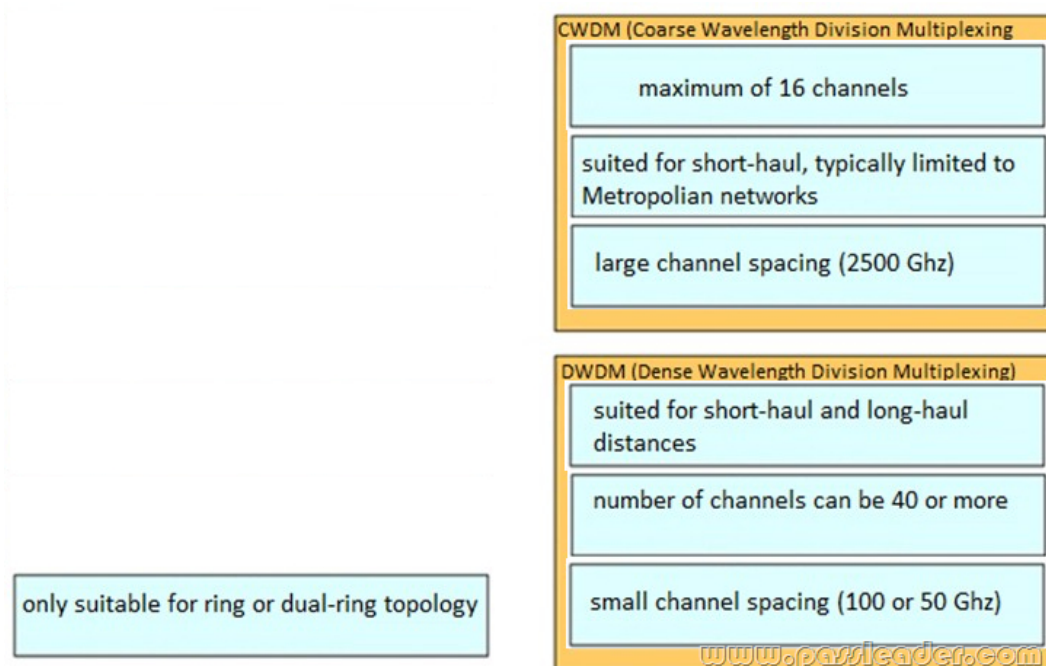 CWDM (Coarse Wavelength Division Multiplexing
maximum of 16 channels
suited for short-haul, typically limited to
Metropolian networks
large channel spacing (2500 Ghz)
DWDM (Dense Wavelength Division Multiplexing)
suited for short-haul and long-haul
distances
number of channels can be 40 or more
only suitable for ring or dual-ring topology
small channel spacing (100 or 50 Ghz)
www.passleader.com